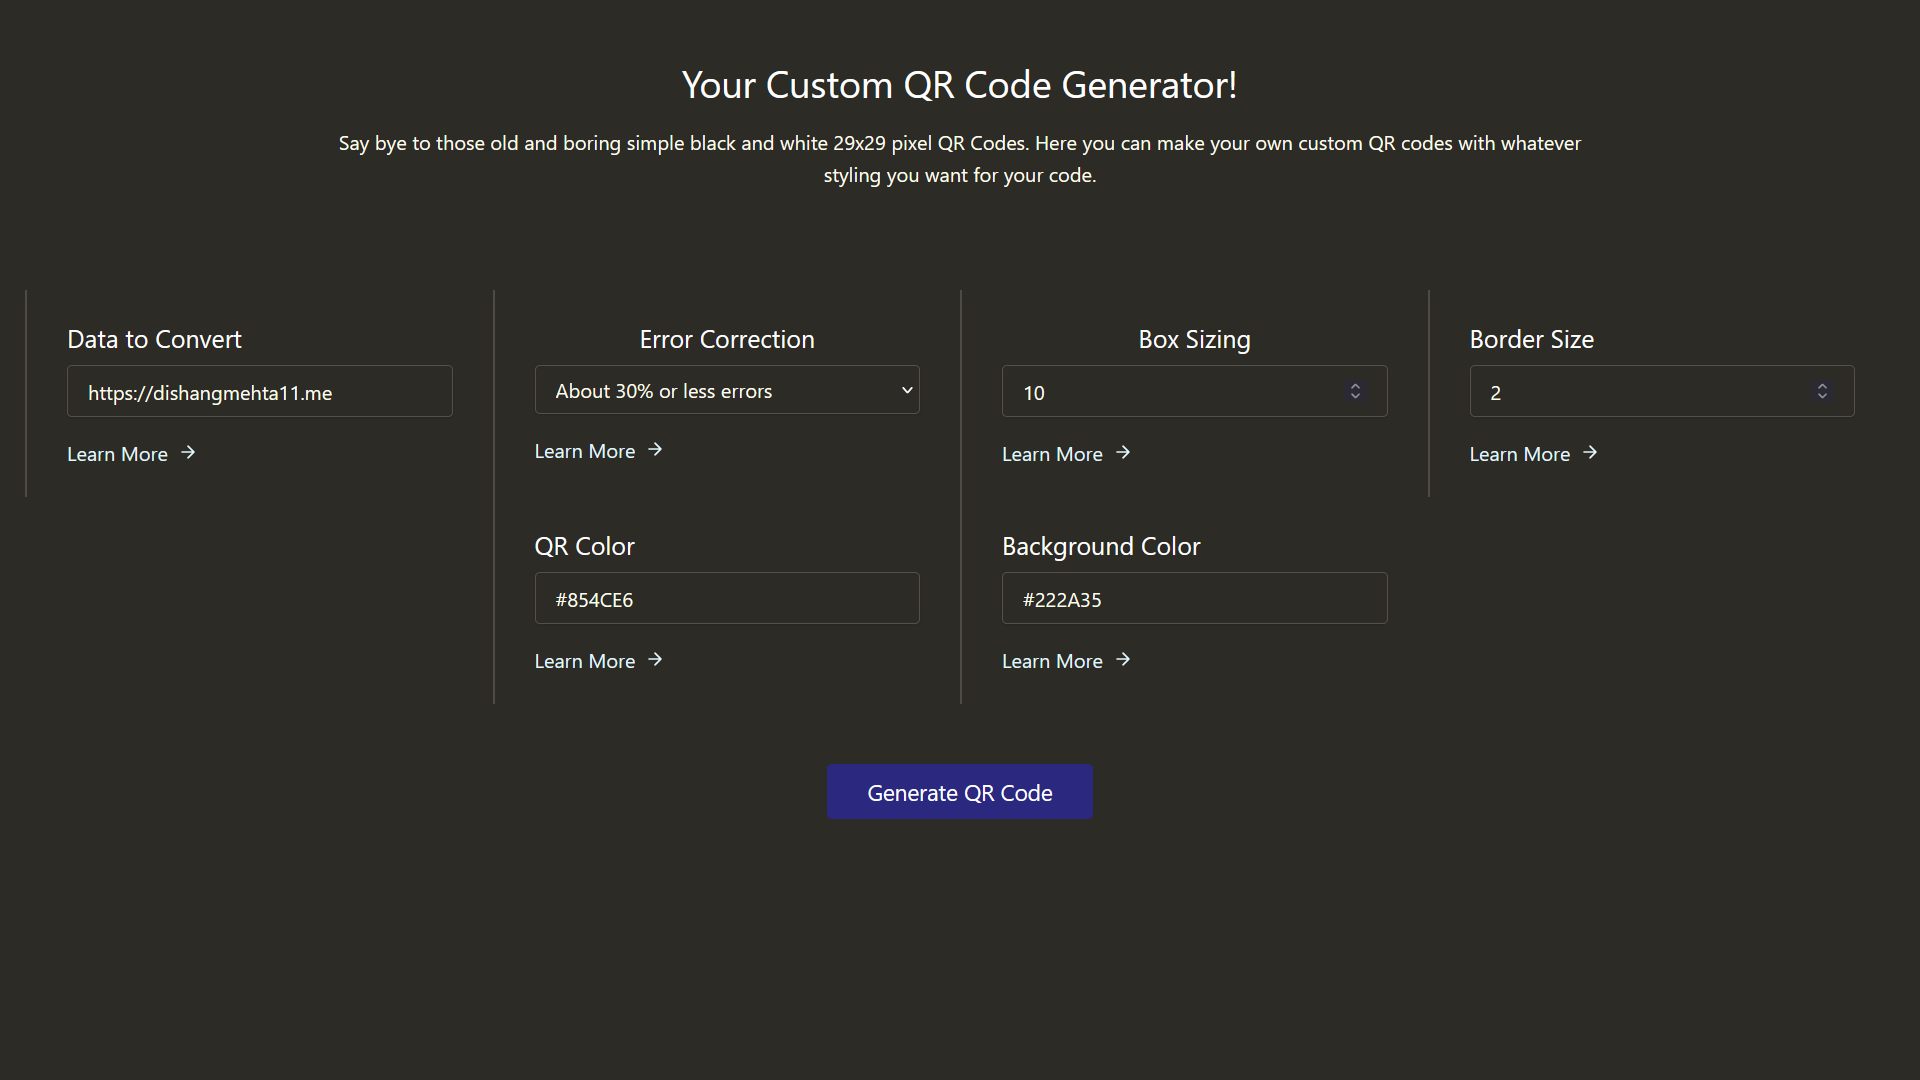 Your Custom QR Code Generator!
Say bye to those old and boring simple black and white 29x29 pixel QR Codes. Here you can make your own custom QR codes with whatever
styling you want for your code.
Data to Convert
https://dishangmehta11.me
Learn More
Error Correction
About 30% or less errors
Learn More
Box Sizing
10
Learn More
Border Size
2
Learn More
QR Color
#854CE6
Learn More
Background Color
#222A35
Learn More
Generate QR Code